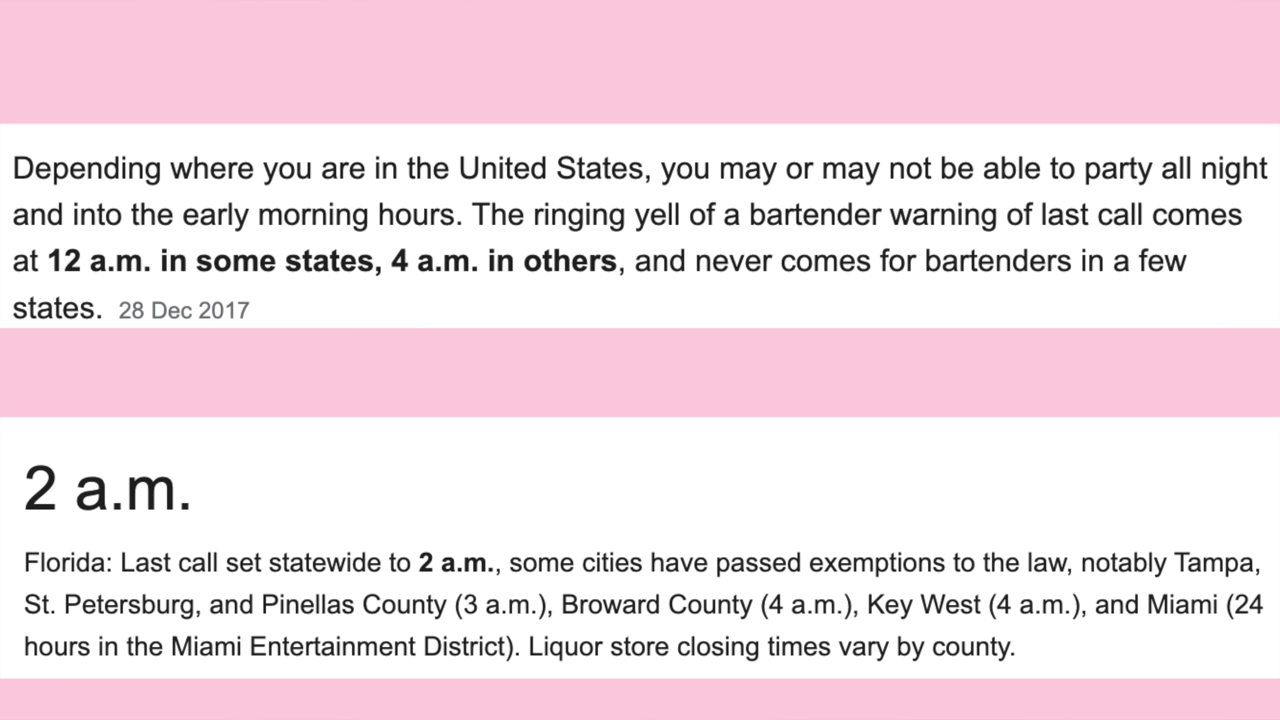 Depending where you are in the United States, you may or may not be able to party all night
and into the early morning hours. The ringing yell of a bartender warning of last call comes
at 12 a.m. in some states, 4 a.m. in others, and never comes for bartenders in a few
states. 28 Dec 2017
2 a.m.
Florida: Last call set statewide to 2 a.m., some cities have passed exemptions to the law, notably Tampa,
St. Petersburg, and Pinellas County (3 a.m.), Broward County (4 a.m.), Key West (4 a.m.), and Miami (24
hours in the Miami Entertainment District). Liquor store closing times vary by county.